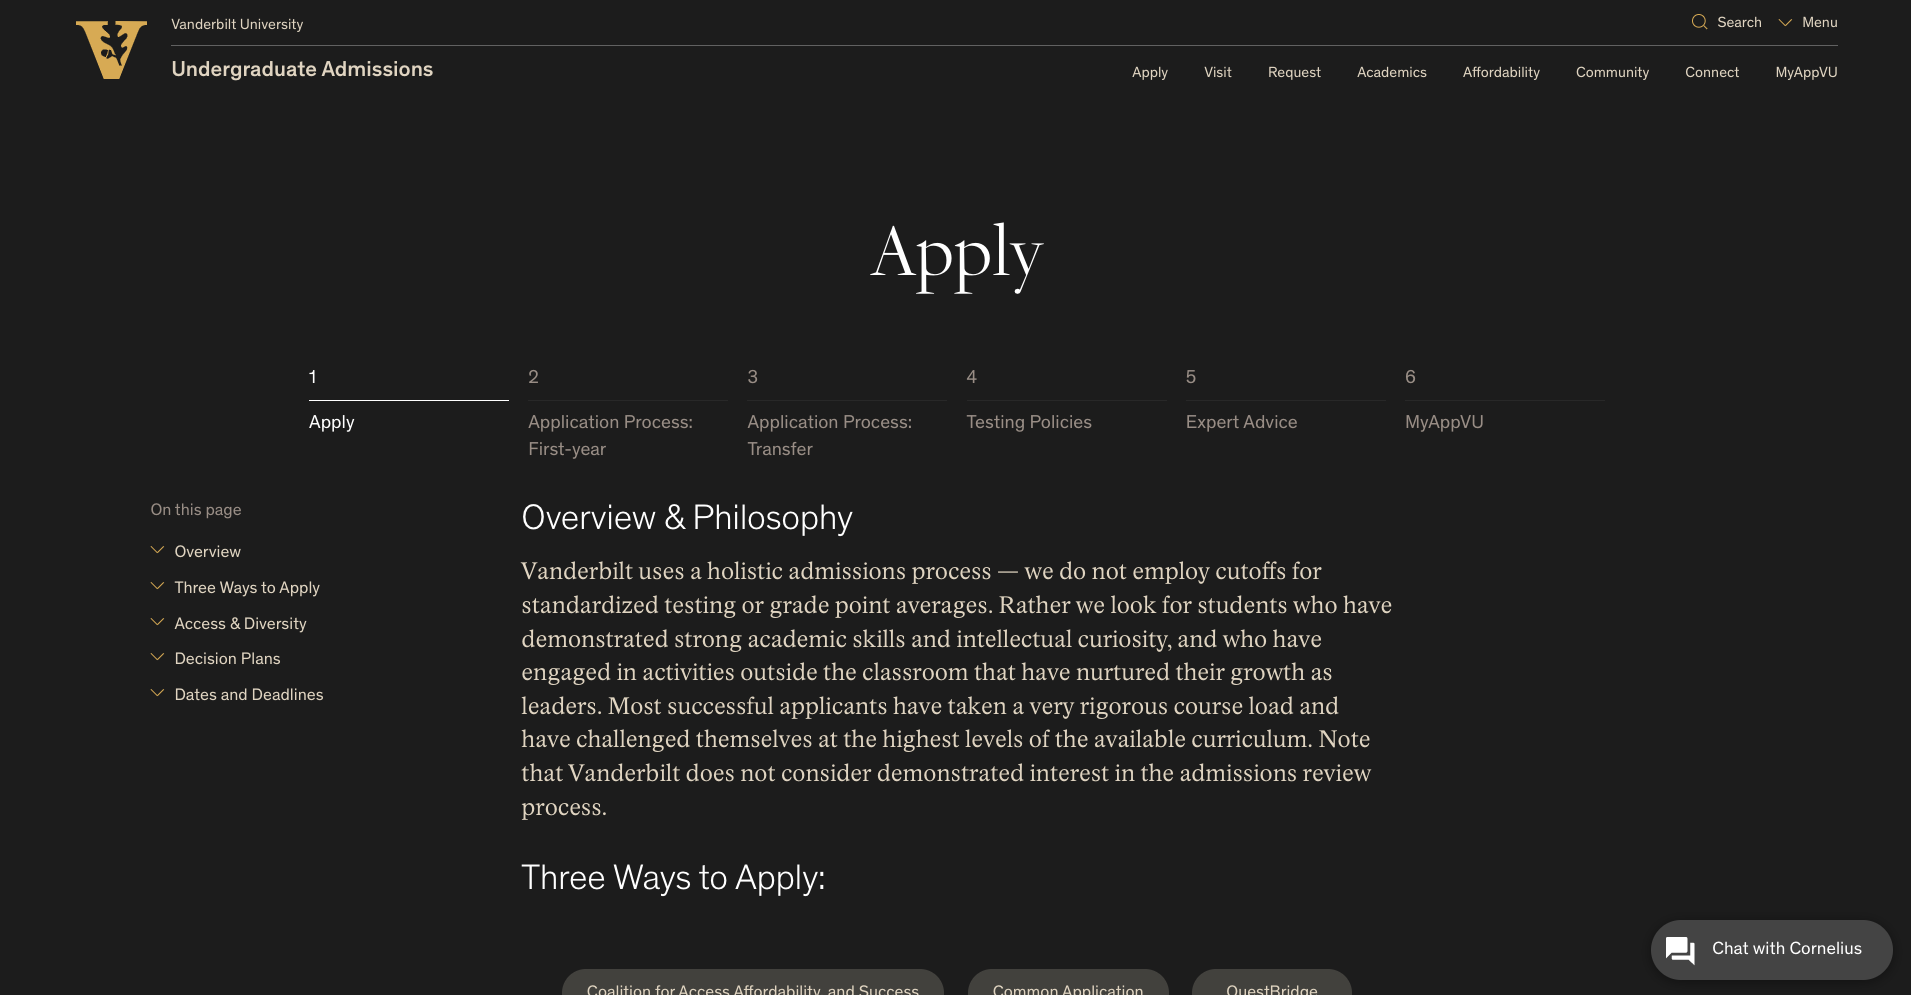 Vanderbilt University
Search
Menu
Undergraduate Admissions
Apply
Visit
Request
Academics
Affordability
Community
Connect
MyAppVU
Apply
1
Apply
2
Application Process:
First-year
3
Application Process:
Transfer
4
Testing Policies
5
Expert Advice
6
MyAppVU
On this page
Overview
Three Ways to Apply
Access & Diversity
Decision Plans
Dates and Deadlines
Overview & Philosophy
Vanderbilt uses a holistic admissions process — we do not employ cutoffs for
standardized testing or grade point averages. Rather we look for students who have
demonstrated strong academic skills and intellectual curiosity, and who have
engaged in activities outside the classroom that have nurtured their growth as
leaders. Most successful applicants have taken a very rigorous course load and
have challenged themselves at the highest levels of the available curriculum. Note
that Vanderbilt does not consider demonstrated interest in the admissions review
process.
Three Ways to Apply:
Coalition for Access Affordability, and Success
Common Application
QuestBridge
Chat with Cornelius